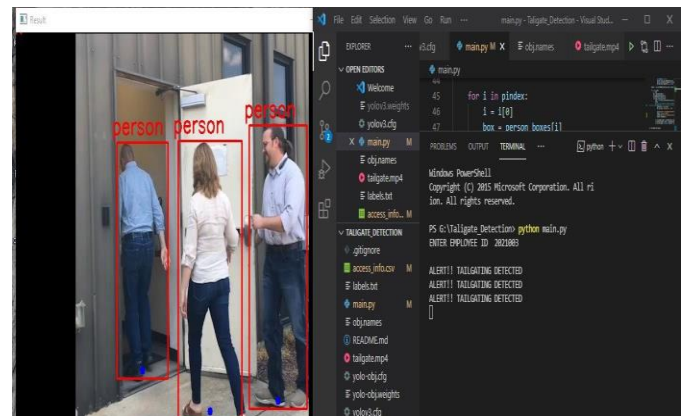 Result
person
person
person
File Edit Selection View Go Run ··· main.py - Taligate_Detection - Visual Stud...
EXPLORER ···
OPEN EDITORS
Welcome
yolov3.weights
yolov3.cfg
main.py M
obj.names
tailgate.mp4
labels.txt
access_info... M
TALIGATE_DETECTION
.gitignore
access_info.csv M
labels.txt
main.py M
obj.names
README.md
tailgate.mp4
yolo-obj.cfg
yolo-obj.weights
yolov3.cfg
v3.cfg main.py M X obj.names tailgate.mp4
main.py
45 for i in pindex:
46 i = i[0]
47 box = person_boxes[i]
PROBLEMS OUTPUT TERMINAL ··· python
Windows PowerShell
Copyright (C) 2015 Microsoft Corporation. All ri
ion. All rights reserved.
PS G:\Taligate_Detection> python main.py
ENTER EMPLOYEE ID 2021003
ALERT!! TAILGATING DETECTED
ALERT!! TAILGATING DETECTED
ALERT!! TAILGATING DETECTED